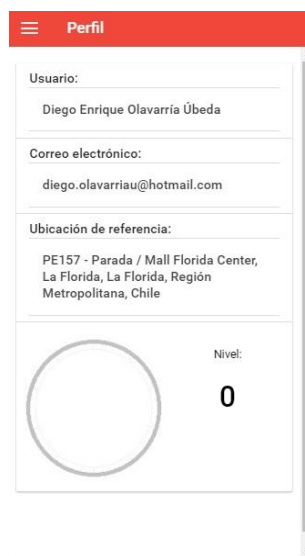 Perfil
Usuario:
Diego Enrique Olavarría Úbeda
Correo electrónico:
diego.olavarriau@hotmail.com
Ubicación de referencia:
PE157 - Parada / Mall Florida Center,
La Florida, La Florida, Región
Metropolitana, Chile
Nivel:
0